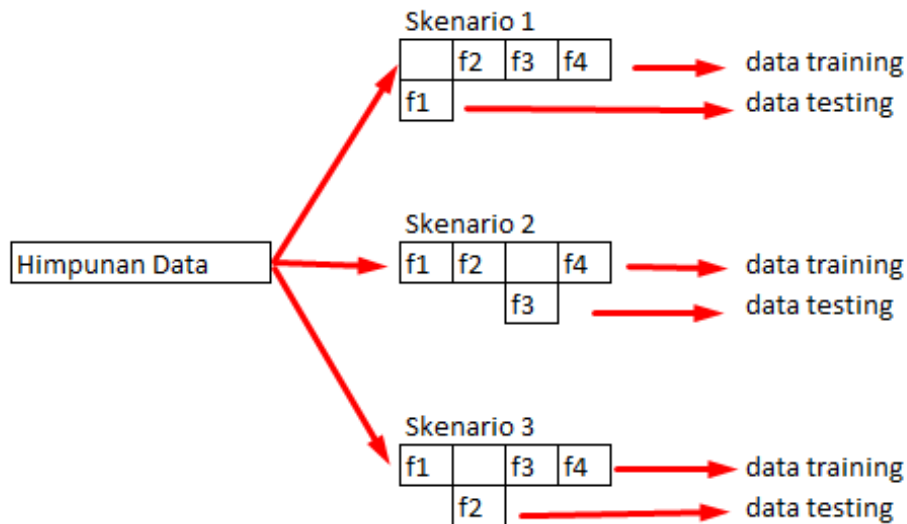 Skenario 1
f2 f3 f4 data training
f1 data testing
Skenario 2
Himpunan Data f1 f2 f4 data training
f3 data testing
Skenario 3
f1 f3 f4 data training
f2 data testing